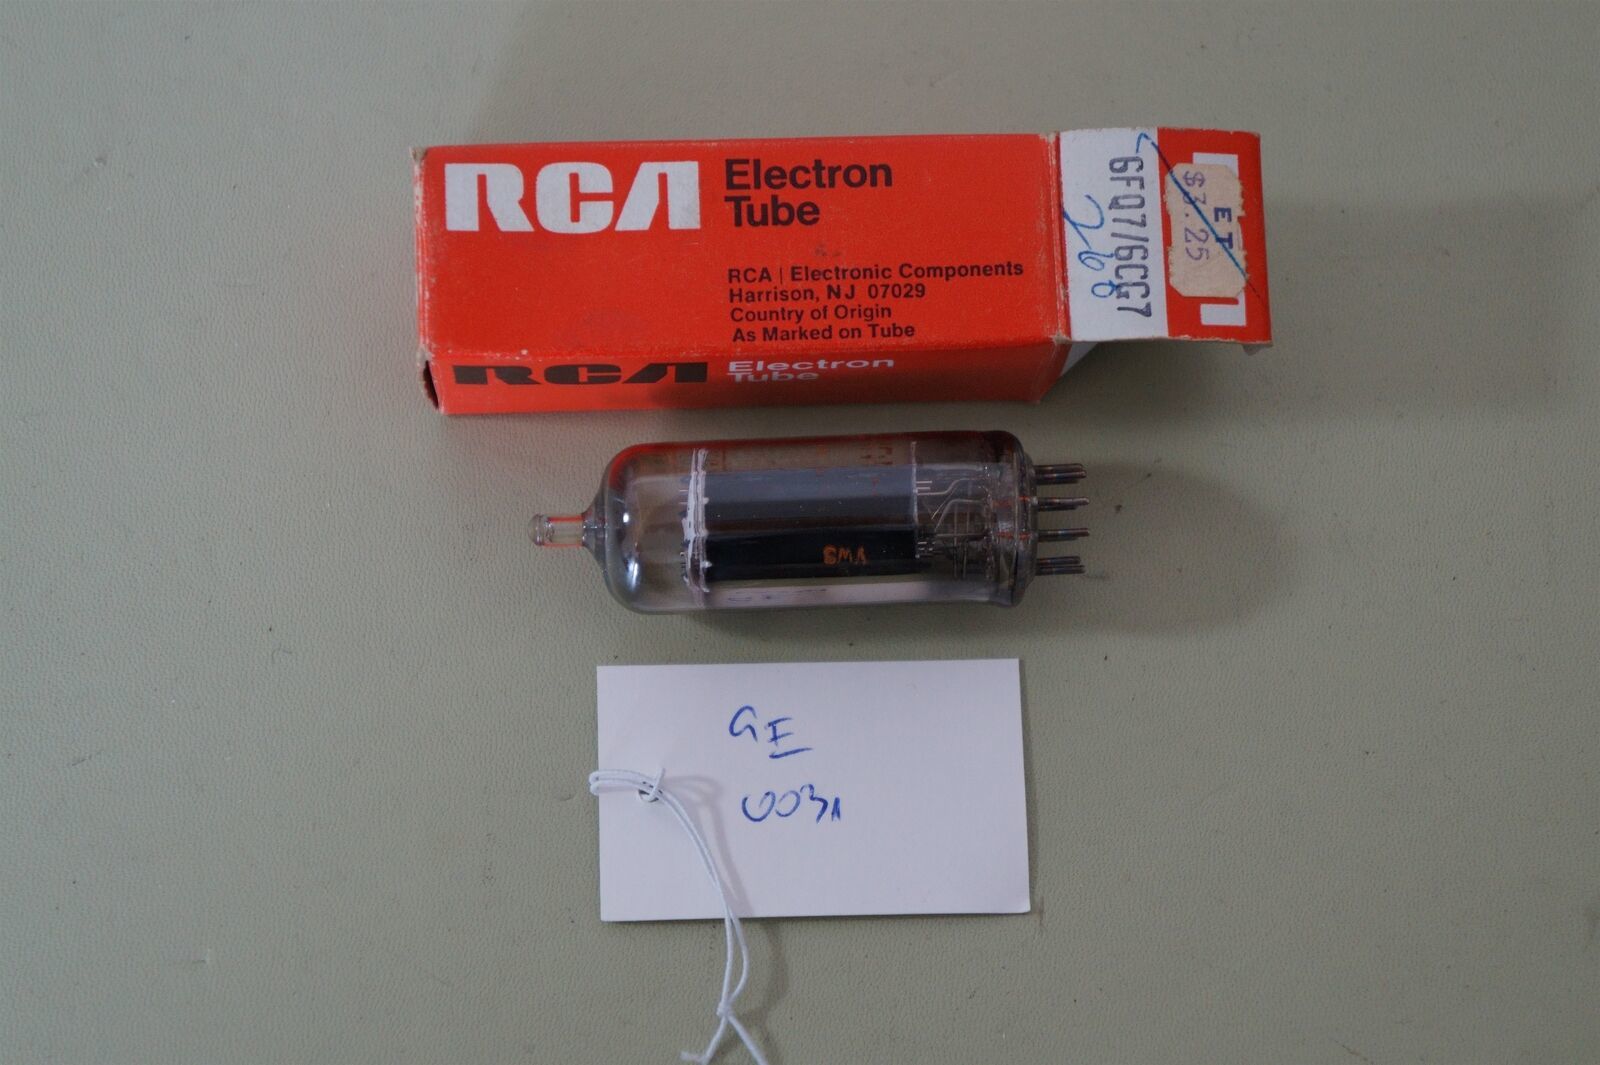 RCA
Electron
Tube
RCA | Electronic Components
Harrison, NJ 07029
Country of Origin
As Marked on Tube
RCA
Electron
Tube
6FQ7/6CG7
ET
$3.25
GE